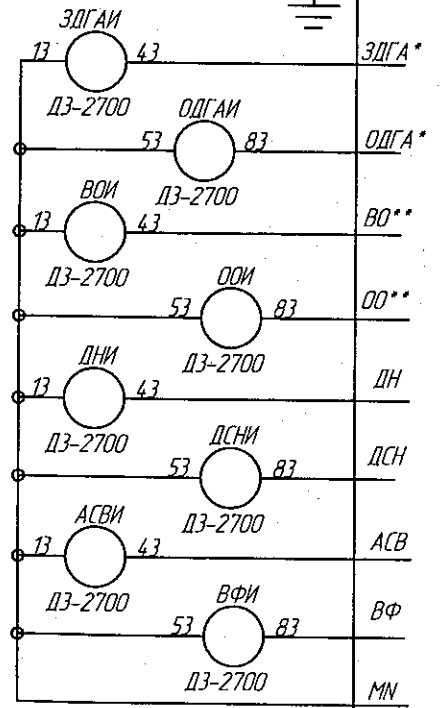 ЗДГАИ
13 43 ЗДГА*
ДЗ-2700
ОДГАИ
53 83 ОДГА*
ДЗ-2700
ВОИ
13 43 ВО**
ДЗ-2700
ООИ
53 83 ОО**
ДЗ-2700
ДНИ
13 43 ДН
ДЗ-2700
ДСНИ
53 83 ДСН
ДЗ-2700
АСВИ
13 43 АСВ
ДЗ-2700
ВФИ
53 83 ВФ
ДЗ-2700
MN